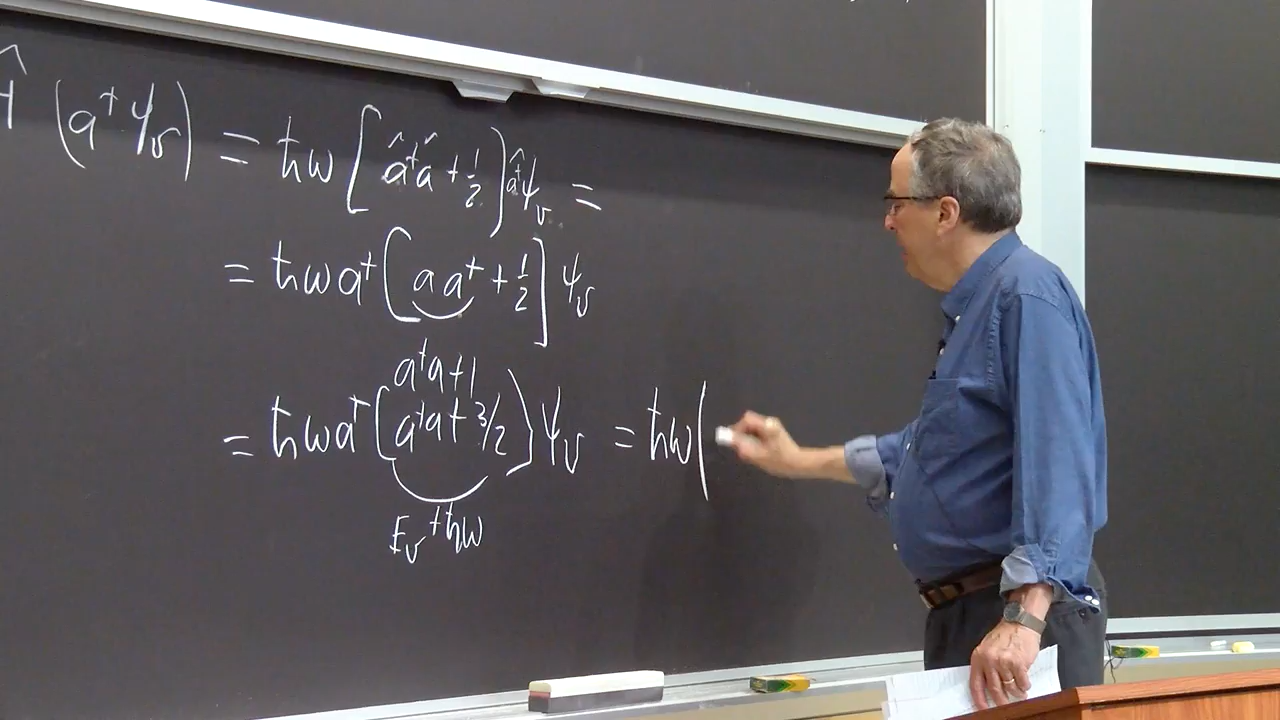 Ĥ (a⁺ ψᵥ) = ħω [â⁺â + 1/2] â⁺ψᵥ =
= ħω a⁺ [a a⁺ + 1/2] ψᵥ
a⁺a+1
= ħω a⁺ [a⁺a + 3/2] ψᵥ = ħω (
Eᵥ + ħω